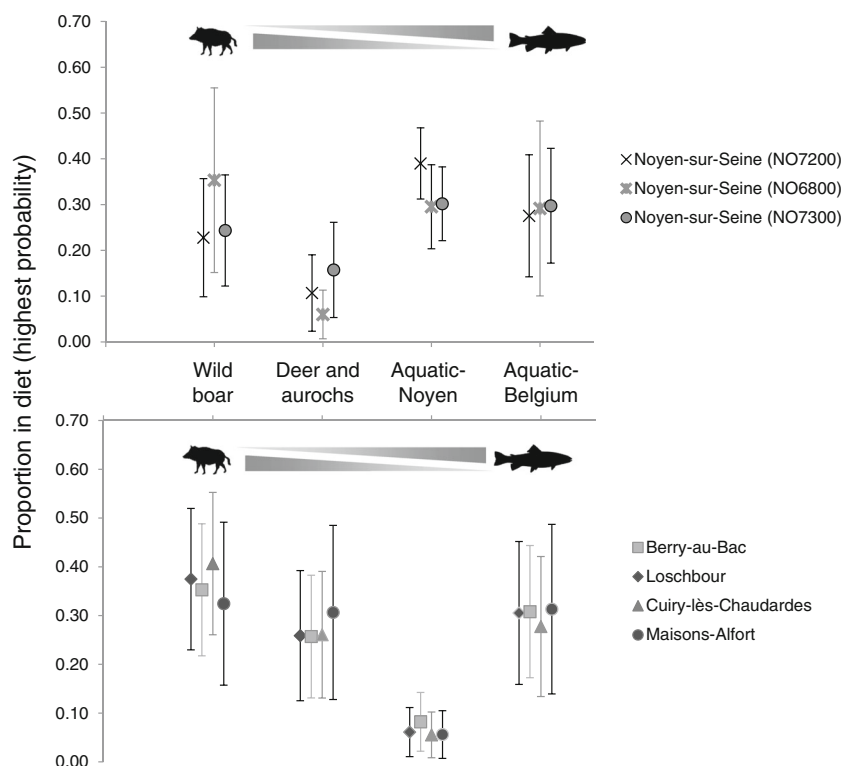 0.70
0.60
0.50
0.40
0.30
0.20
0.10
0.00
Noyen-sur-Seine (NO7200)
Noyen-sur-Seine (NO6800)
Noyen-sur-Seine (NO7300)
Proportion in diet (highest probability)
Wild boar
Deer and aurochs
Aquatic-Noyen
Aquatic-Belgium
0.70
0.60
0.50
0.40
0.30
0.20
0.10
0.00
Berry-au-Bac
Loschbour
Cuiry-lès-Chaudardes
Maisons-Alfort